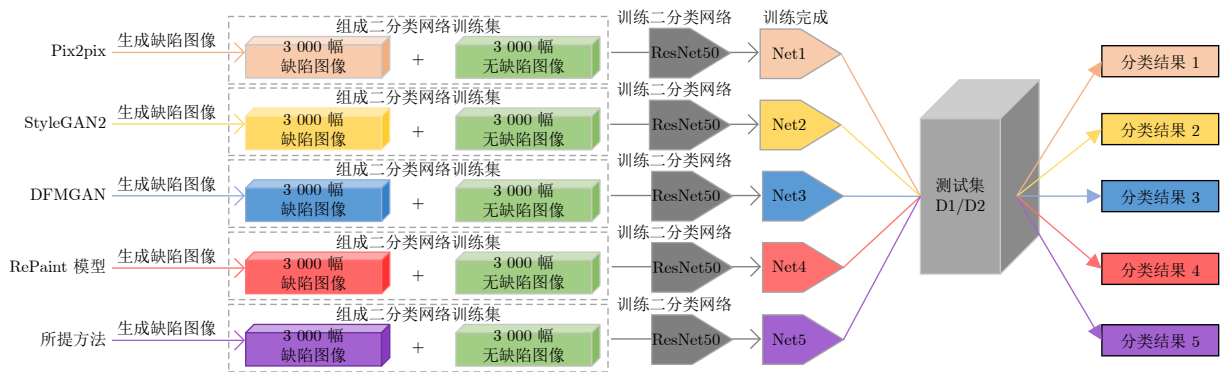 组成二分类网络训练集
训练二分类网络
训练完成
Pix2pix
生成缺陷图像
3 000 幅
缺陷图像
+
3 000 幅
无缺陷图像
ResNet50
Net1
分类结果 1
组成二分类网络训练集
训练二分类网络
StyleGAN2
生成缺陷图像
3 000 幅
缺陷图像
+
3 000 幅
无缺陷图像
ResNet50
Net2
分类结果 2
组成二分类网络训练集
训练二分类网络
DFMGAN
生成缺陷图像
3 000 幅
缺陷图像
+
3 000 幅
无缺陷图像
ResNet50
Net3
测试集
D1/D2
分类结果 3
组成二分类网络训练集
训练二分类网络
RePaint 模型
生成缺陷图像
3 000 幅
缺陷图像
+
3 000 幅
无缺陷图像
ResNet50
Net4
分类结果 4
组成二分类网络训练集
训练二分类网络
所提方法
生成缺陷图像
3 000 幅
缺陷图像
+
3 000 幅
无缺陷图像
ResNet50
Net5
分类结果 5